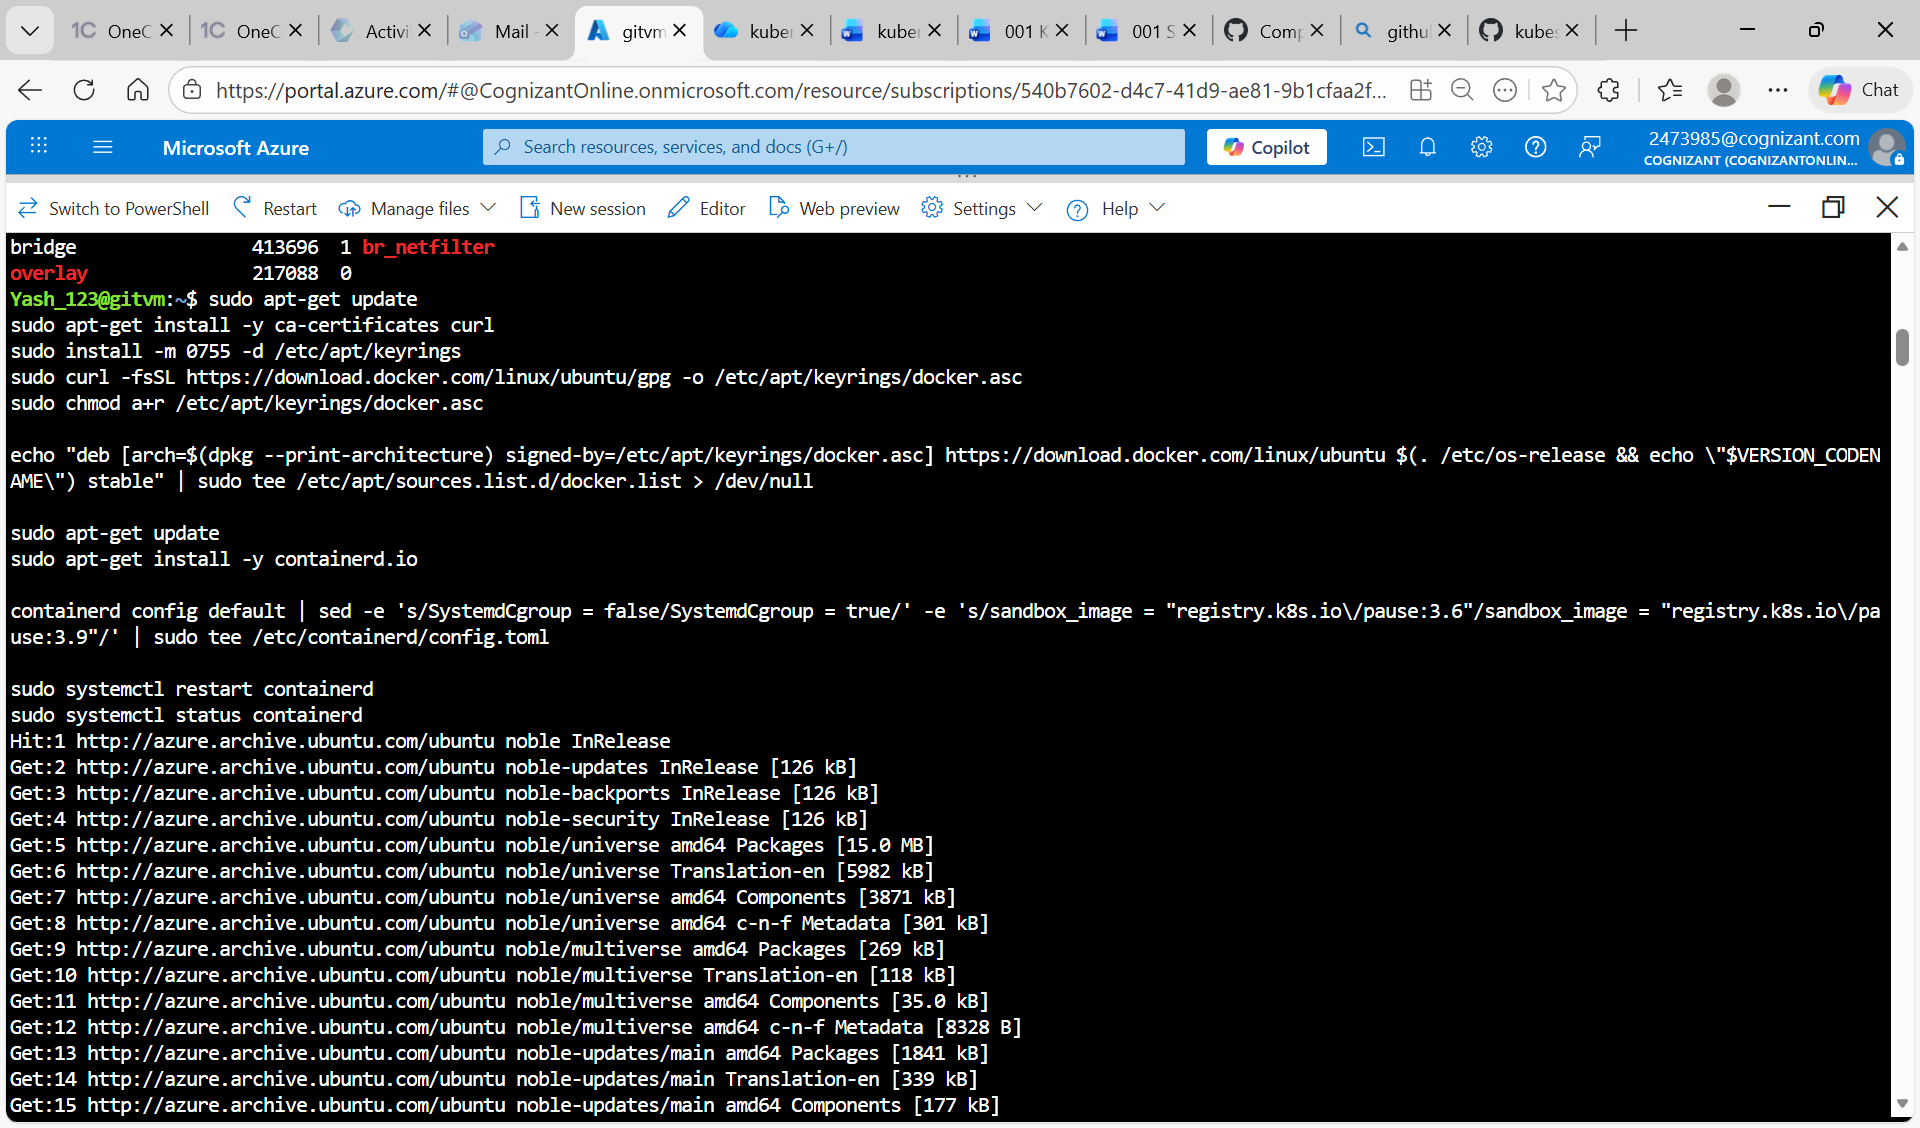 OneC
OneC
Activi
Mail -
gitvm
kuber
kuber
001 K
001 S
Comp
githu
kubes
https://portal.azure.com/#@CognizantOnline.onmicrosoft.com/resource/subscriptions/540b7602-d4c7-41d9-ae81-9b1cfaa2f...
Chat
Microsoft Azure
Search resources, services, and docs (G+/)
Copilot
2473985@cognizant.com
COGNIZANT (COGNIZANTONLIN...
Switch to PowerShell
Restart
Manage files
New session
Editor
Web preview
Settings
Help
bridge                413696  1 br_netfilter
overlay               217088  0
Yash_123@gitvm:~$ sudo apt-get update
sudo apt-get install -y ca-certificates curl
sudo install -m 0755 -d /etc/apt/keyrings
sudo curl -fsSL https://download.docker.com/linux/ubuntu/gpg -o /etc/apt/keyrings/docker.asc
sudo chmod a+r /etc/apt/keyrings/docker.asc
echo "deb [arch=$(dpkg --print-architecture) signed-by=/etc/apt/keyrings/docker.asc] https://download.docker.com/linux/ubuntu $(. /etc/os-release && echo \"$VERSION_CODEN
AME\") stable" | sudo tee /etc/apt/sources.list.d/docker.list > /dev/null
sudo apt-get update
sudo apt-get install -y containerd.io
containerd config default | sed -e 's/SystemdCgroup = false/SystemdCgroup = true/' -e 's/sandbox_image = "registry.k8s.io\/pause:3.6"/sandbox_image = "registry.k8s.io\/pa
use:3.9"/' | sudo tee /etc/containerd/config.toml
sudo systemctl restart containerd
sudo systemctl status containerd
Hit:1 http://azure.archive.ubuntu.com/ubuntu noble InRelease
Get:2 http://azure.archive.ubuntu.com/ubuntu noble-updates InRelease [126 kB]
Get:3 http://azure.archive.ubuntu.com/ubuntu noble-backports InRelease [126 kB]
Get:4 http://azure.archive.ubuntu.com/ubuntu noble-security InRelease [126 kB]
Get:5 http://azure.archive.ubuntu.com/ubuntu noble/universe amd64 Packages [15.0 MB]
Get:6 http://azure.archive.ubuntu.com/ubuntu noble/universe Translation-en [5982 kB]
Get:7 http://azure.archive.ubuntu.com/ubuntu noble/universe amd64 Components [3871 kB]
Get:8 http://azure.archive.ubuntu.com/ubuntu noble/universe amd64 c-n-f Metadata [301 kB]
Get:9 http://azure.archive.ubuntu.com/ubuntu noble/multiverse amd64 Packages [269 kB]
Get:10 http://azure.archive.ubuntu.com/ubuntu noble/multiverse Translation-en [118 kB]
Get:11 http://azure.archive.ubuntu.com/ubuntu noble/multiverse amd64 Components [35.0 kB]
Get:12 http://azure.archive.ubuntu.com/ubuntu noble/multiverse amd64 c-n-f Metadata [8328 B]
Get:13 http://azure.archive.ubuntu.com/ubuntu noble-updates/main amd64 Packages [1841 kB]
Get:14 http://azure.archive.ubuntu.com/ubuntu noble-updates/main Translation-en [339 kB]
Get:15 http://azure.archive.ubuntu.com/ubuntu noble-updates/main amd64 Components [177 kB]